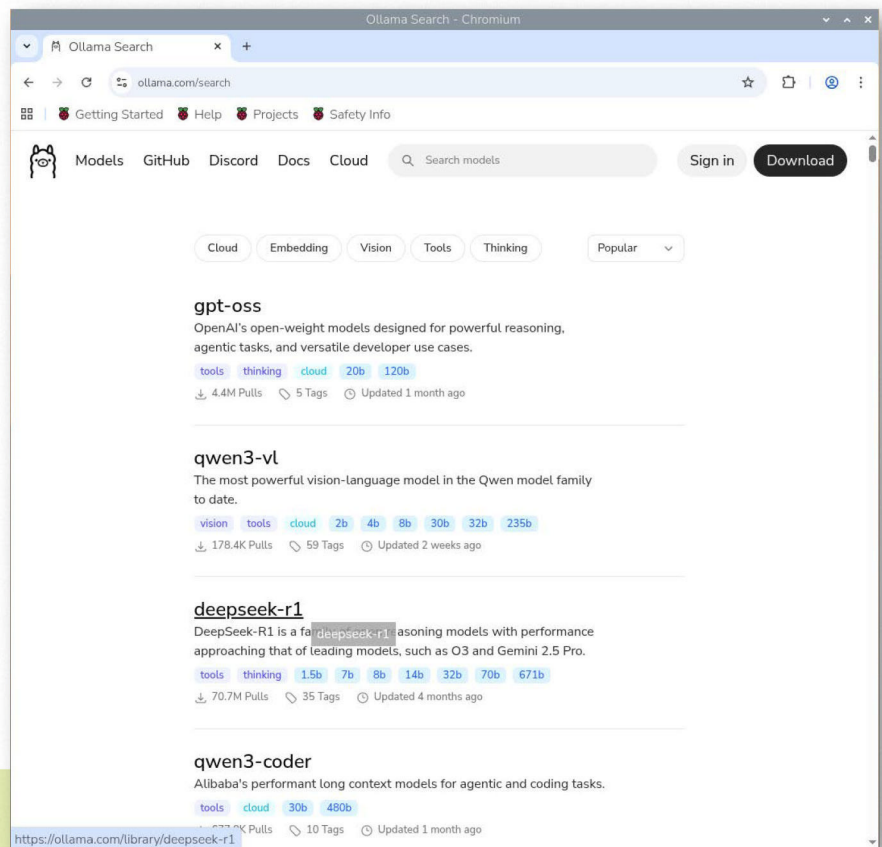 Ollama Search - Chromium
Ollama Search
ollama.com/search
Getting Started Help Projects Safety Info
Models GitHub Discord Docs Cloud Search models Sign in Download
Cloud Embedding Vision Tools Thinking Popular
gpt-oss
OpenAI's open-weight models designed for powerful reasoning,
agentic tasks, and versatile developer use cases.
tools thinking cloud 20b 120b
4.4M Pulls 5 Tags Updated 1 month ago
qwen3-vl
The most powerful vision-language model in the Qwen model family
to date.
vision tools cloud 2b 4b 8b 30b 32b 235b
178.4K Pulls 59 Tags Updated 2 weeks ago
deepseek-r1
DeepSeek-R1 is a asoning models with performance
deepseek-r1
approaching that of leading models, such as O3 and Gemini 2.5 Pro.
tools thinking 1.5b 7b 8b 14b 32b 70b 671b
70.7M Pulls 35 Tags Updated 4 months ago
qwen3-coder
Alibaba's performant long context models for agentic and coding tasks.
tools cloud 30b 480b
Pulls 10 Tags Updated 1 month ago
https://ollama.com/library/deepseek-r1